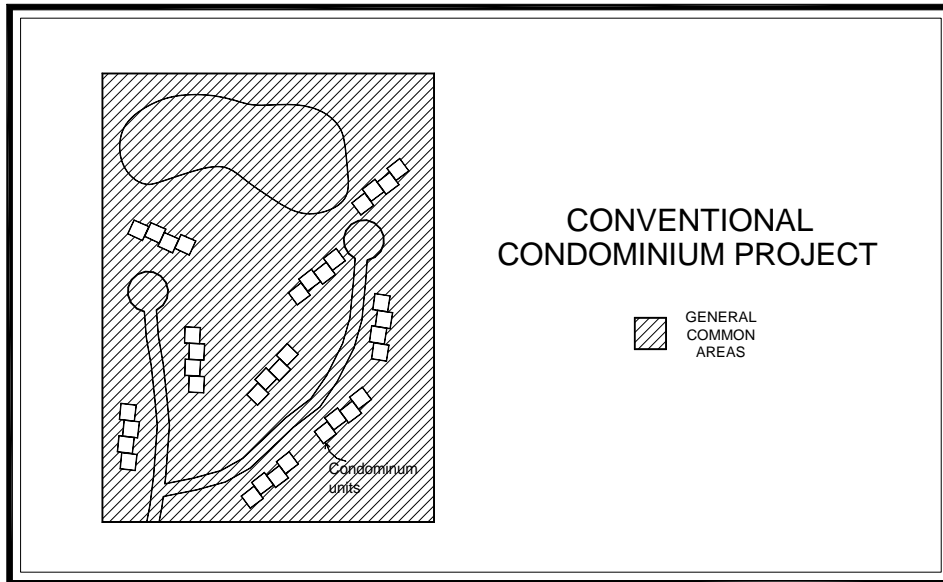 CONVENTIONAL
CONDOMINIUM PROJECT
GENERAL
COMMON
AREAS
Condominum
units